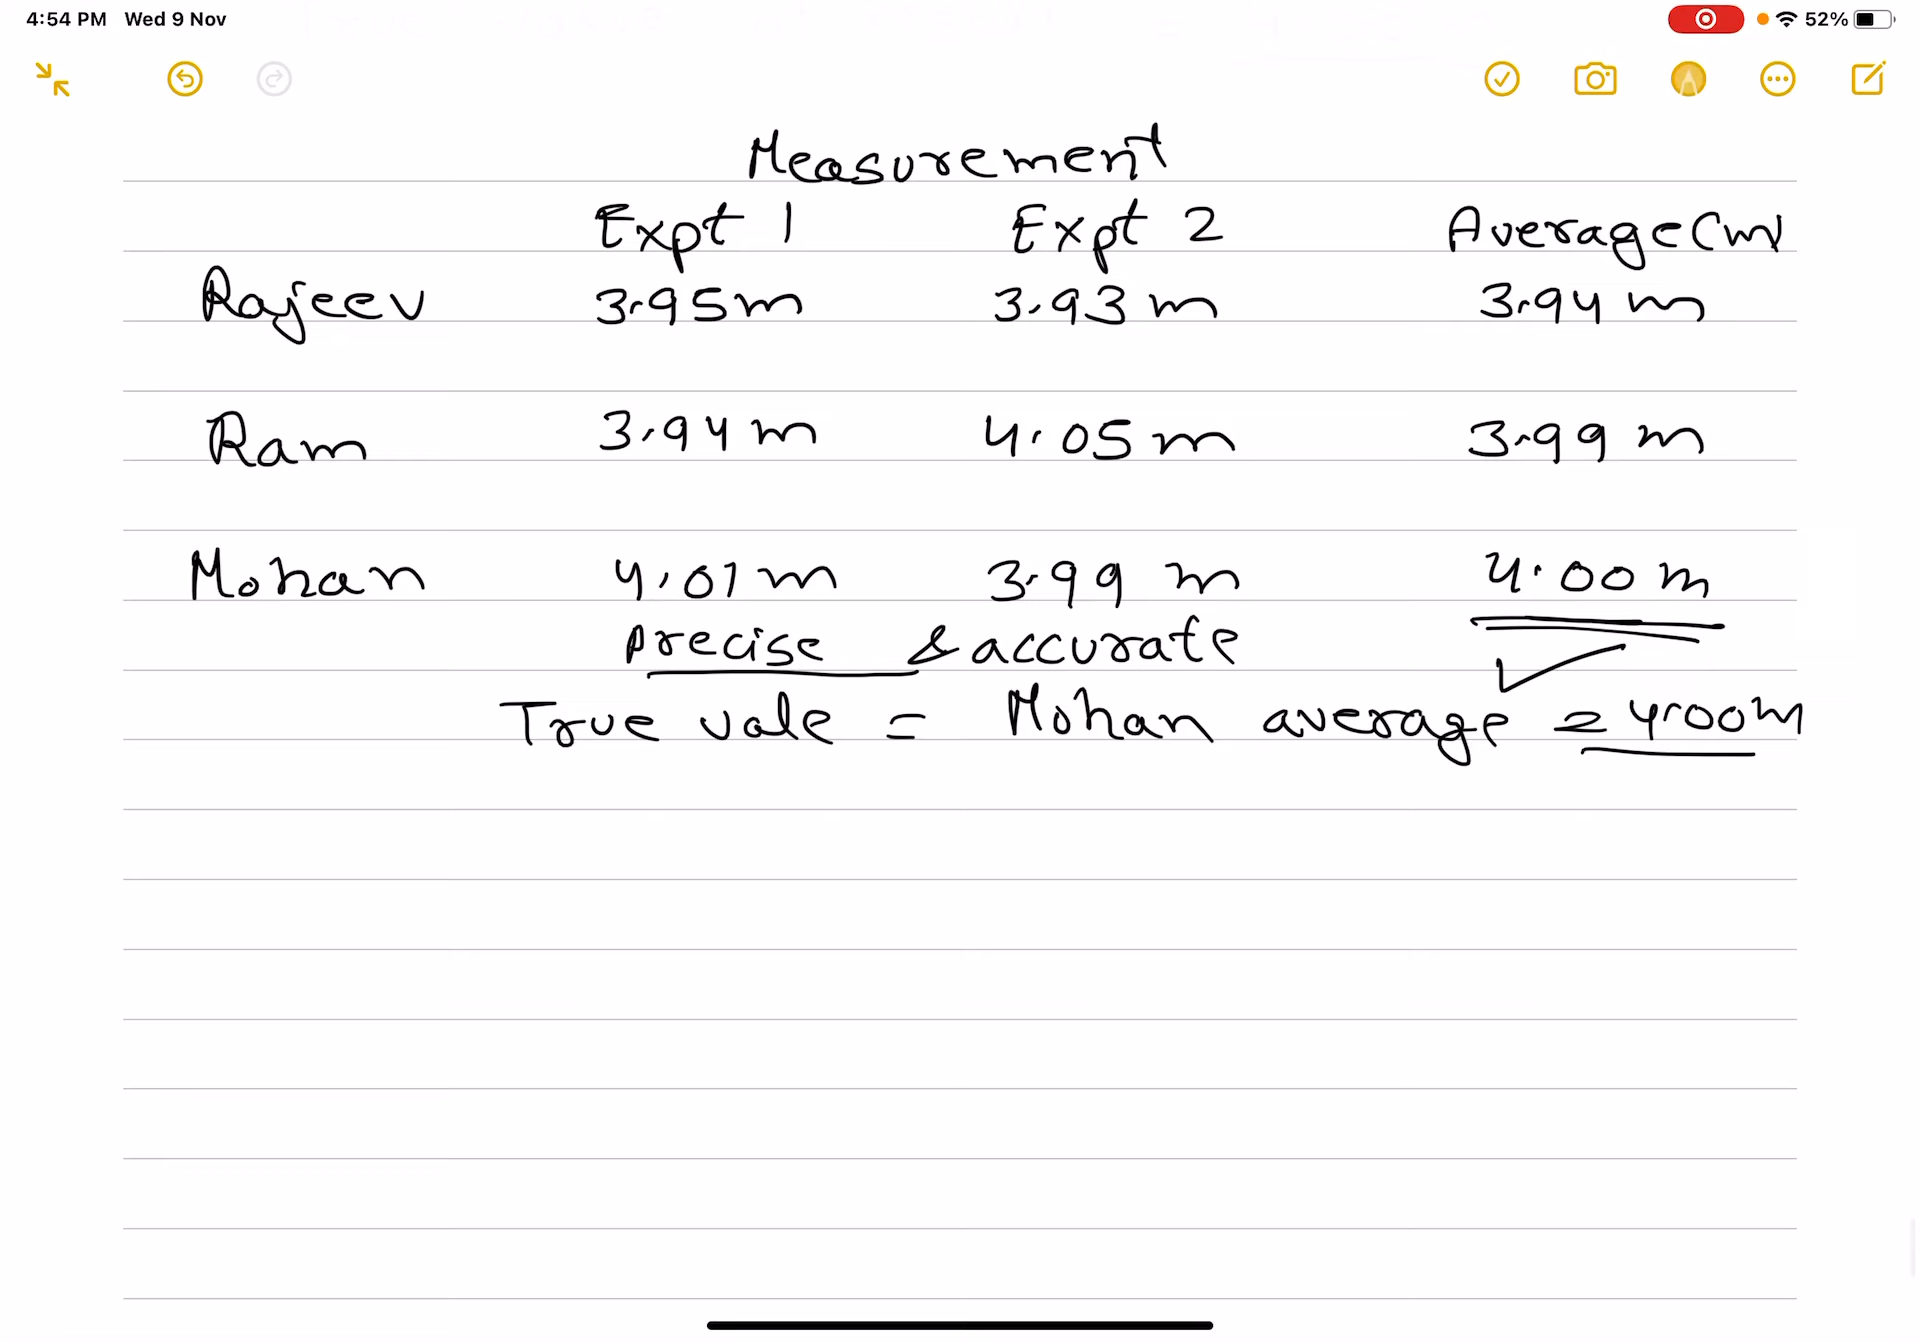 4:54 PM Wed 9 Nov 52%
Measurement
Expt 1 Expt 2 Average (m)
Rajeev 3.95m 3.93 m 3.94 m
Ram 3.94 m 4.05 m 3.99 m
Mohan 4.01 m 3.99 m 4.00 m
precise & accurate
True vale = Mohan average = 4.00m